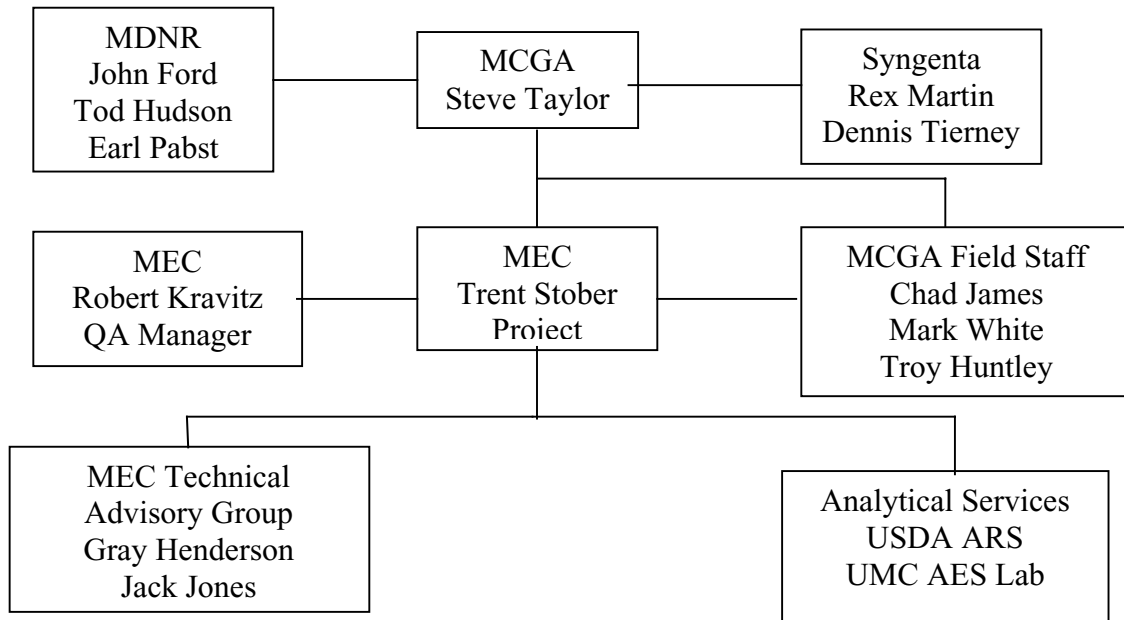 MDNR
John Ford
Tod Hudson
Earl Pabst
MCGA
Steve Taylor
Syngenta
Rex Martin
Dennis Tierney
MEC
Robert Kravitz
QA Manager
MEC
Trent Stober
Project
MCGA Field Staff
Chad James
Mark White
Troy Huntley
MEC Technical
Advisory Group
Gray Henderson
Jack Jones
Analytical Services
USDA ARS
UMC AES Lab